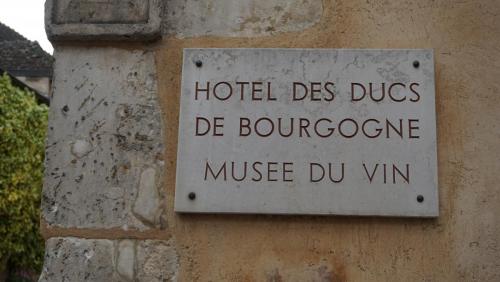 HOTEL DES DUCS
DE BOURGOGNE
MUSEE DU VIN